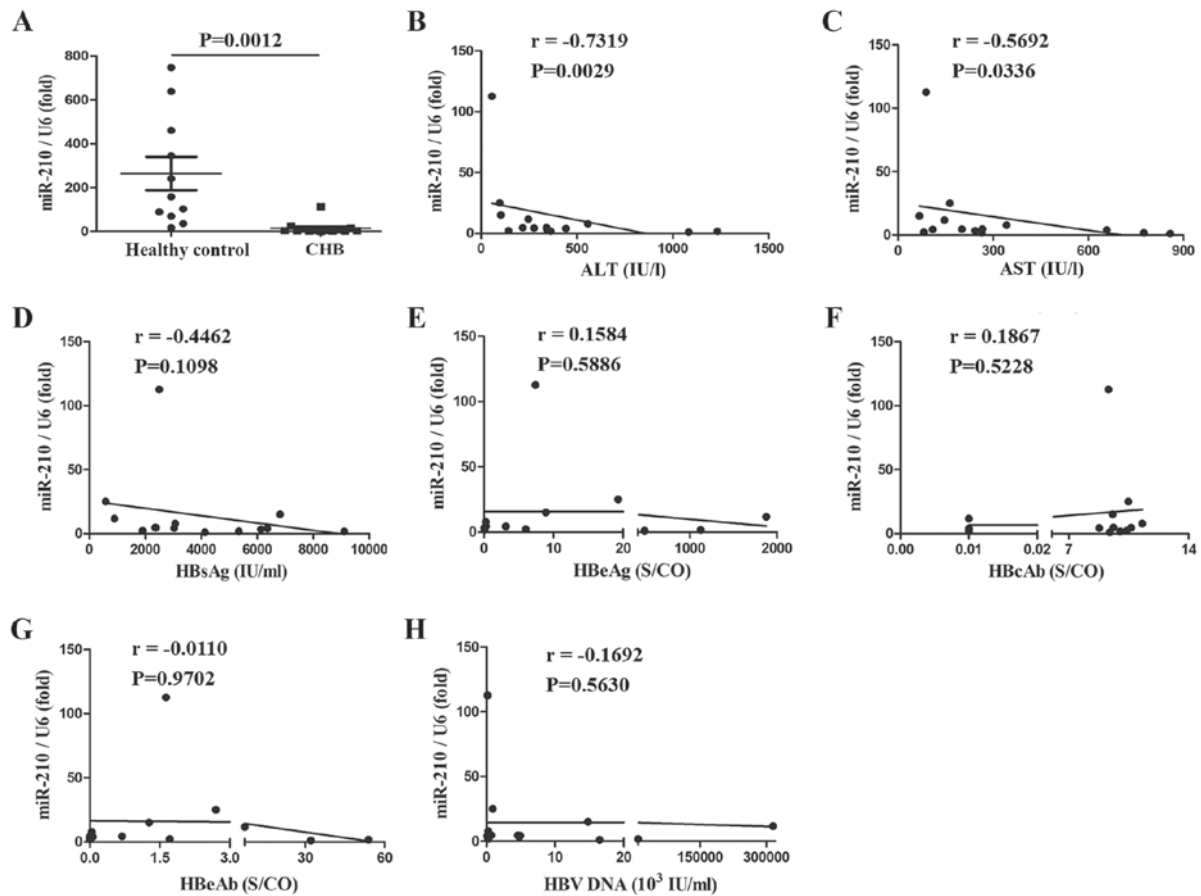 A
P=0.0012
miR-210 / U6 (fold)
800
600
400
200
0
Healthy control
CHB
B
r = -0.7319
P=0.0029
miR-210 / U6 (fold)
150
100
50
0
0
500
1000
1500
ALT (IU/l)
C
r = -0.5692
P=0.0336
miR-210 / U6 (fold)
150
100
50
0
0
300
600
900
AST (IU/l)
D
r = -0.4462
P=0.1098
miR-210 / U6 (fold)
150
100
50
0
0
2000
4000
6000
8000
10000
HBsAg (IU/ml)
E
r = 0.1584
P=0.5886
miR-210 / U6 (fold)
150
100
50
0
0
10
20
1000
2000
HBeAg (S/CO)
F
r = 0.1867
P=0.5228
miR-210 / U6 (fold)
150
100
50
0
0.00
0.01
0.02
7
14
HBcAb (S/CO)
G
r = -0.0110
P=0.9702
miR-210 / U6 (fold)
150
100
50
0
0.0
1.5
3.0
30
60
HBeAb (S/CO)
H
r = -0.1692
P=0.5630
miR-210 / U6 (fold)
150
100
50
0
0
10
20
150000
300000
HBV DNA (10³ IU/ml)